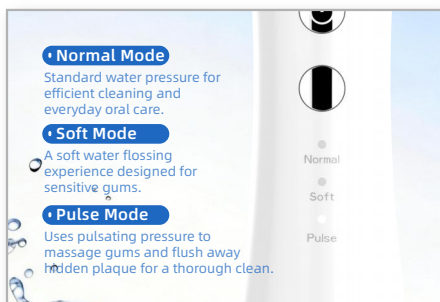 • Normal Mode
Standard water pressure for
efficient cleaning and
everyday oral care.
• Soft Mode
A soft water flossing
experience designed for
sensitive gums.
• Pulse Mode
Uses pulsating pressure to
massage gums and flush away
hidden plaque for a thorough clean.
Normal
Soft
Pulse